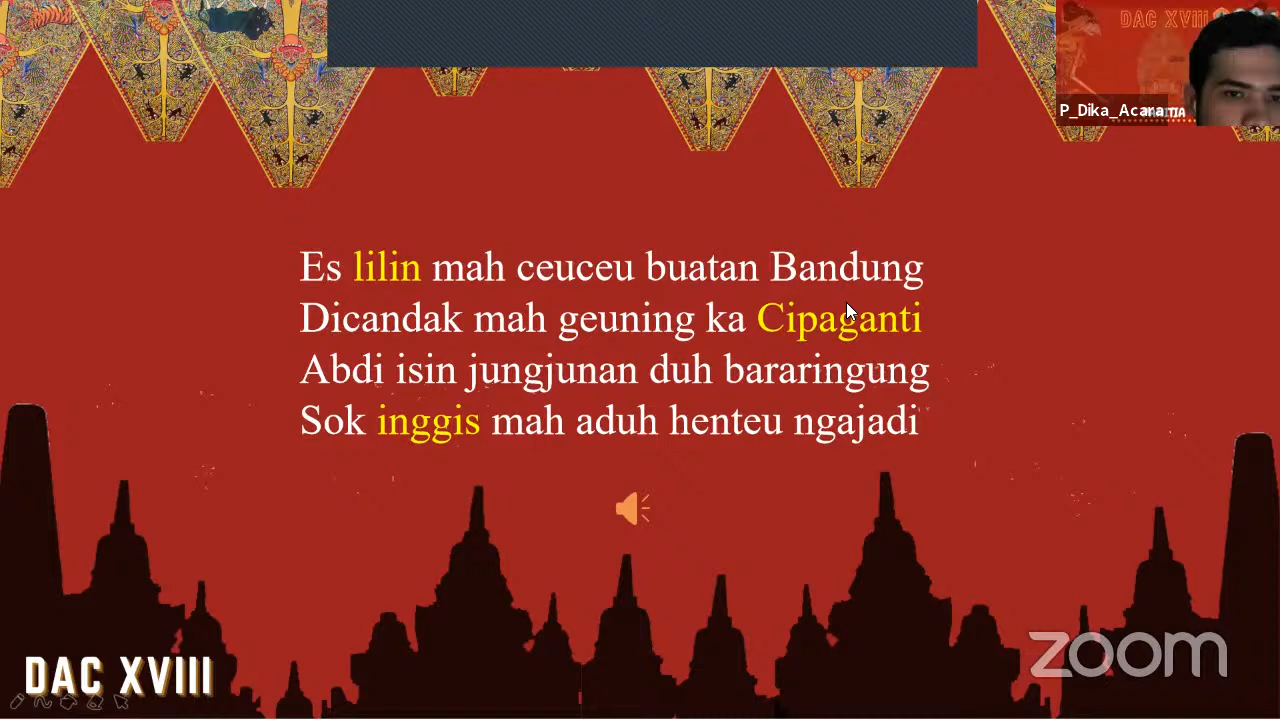 DAC XVIII
P_Dika_Acara
Es lilin mah ceuceu buatan Bandung
Dicandak mah geuning ka Cipaganti
Abdi isin jungjunan duh bararingung
Sok inggis mah aduh henteu ngajadi
DAC XVIII
zoom